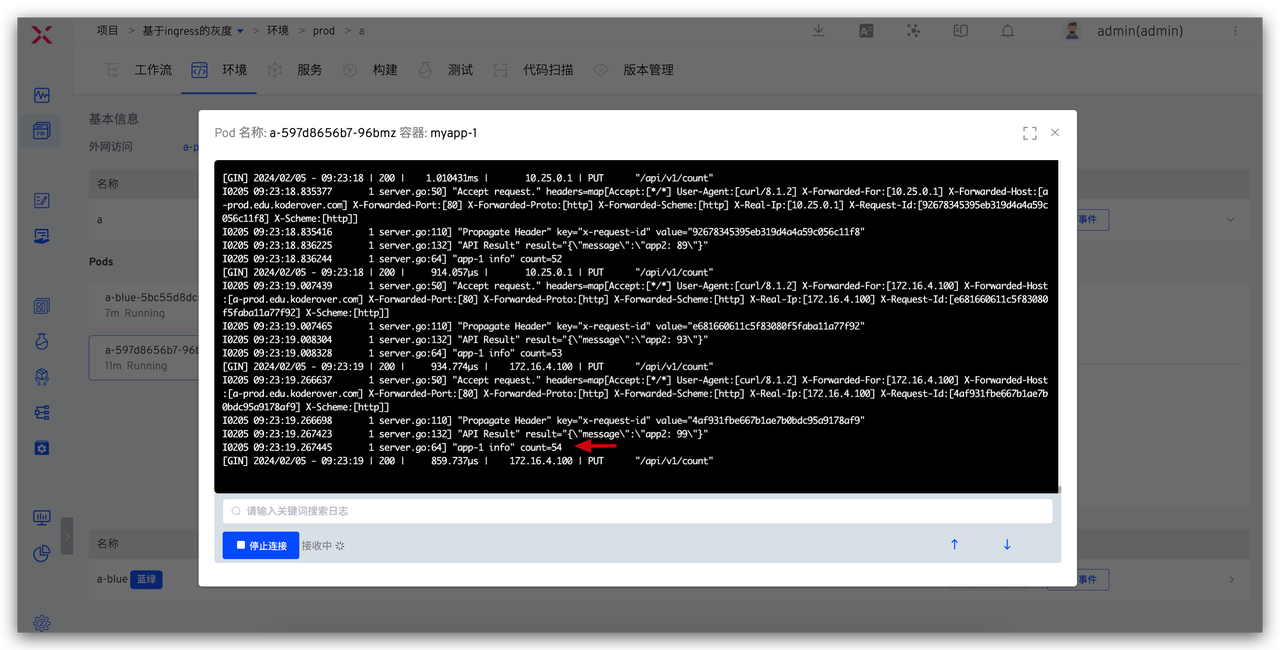 项目 > 基于ingress的灰度 > 环境 > prod > a
admin(admin)
工作流 环境 服务 构建 测试 代码扫描 版本管理
基本信息
外网访问 a-p
名称
a
事件
Pods
a-blue-5bc55d8dc
7m Running
a-597d8656b7-96b
11m Running
名称
a-blue 蓝绿
事件
Pod 名称: a-597d8656b7-96bmz 容器: myapp-1
[GIN] 2024/02/05 - 09:23:18 | 200 | 1.010431ms | 10.25.0.1 | PUT "/api/v1/count"
I0205 09:23:18.835377 1 server.go:50] "Accept request." headers=map[Accept:[*/*] User-Agent:[curl/8.1.2] X-Forwarded-For:[10.25.0.1] X-Forwarded-Host:[a
-prod.edu.koderover.com] X-Forwarded-Port:[80] X-Forwarded-Proto:[http] X-Forwarded-Scheme:[http] X-Real-Ip:[10.25.0.1] X-Request-Id:[92678345395eb319d4a4a59c
056c11f8] X-Scheme:[http]]
I0205 09:23:18.835416 1 server.go:110] "Propagate Header" key="x-request-id" value="92678345395eb319d4a4a59c056c11f8"
I0205 09:23:18.836225 1 server.go:132] "API Result" result="{\"message\":\"app2: 89\"}"
I0205 09:23:18.836244 1 server.go:64] "app-1 info" count=52
[GIN] 2024/02/05 - 09:23:18 | 200 | 914.057µs | 10.25.0.1 | PUT "/api/v1/count"
I0205 09:23:19.007439 1 server.go:50] "Accept request." headers=map[Accept:[*/*] User-Agent:[curl/8.1.2] X-Forwarded-For:[172.16.4.100] X-Forwarded-Host
:[a-prod.edu.koderover.com] X-Forwarded-Port:[80] X-Forwarded-Proto:[http] X-Forwarded-Scheme:[http] X-Real-Ip:[172.16.4.100] X-Request-Id:[e681660611c5f83080
f5faba11a77f92] X-Scheme:[http]]
I0205 09:23:19.007465 1 server.go:110] "Propagate Header" key="x-request-id" value="e681660611c5f83080f5faba11a77f92"
I0205 09:23:19.008304 1 server.go:132] "API Result" result="{\"message\":\"app2: 93\"}"
I0205 09:23:19.008328 1 server.go:64] "app-1 info" count=53
[GIN] 2024/02/05 - 09:23:19 | 200 | 934.774µs | 172.16.4.100 | PUT "/api/v1/count"
I0205 09:23:19.266637 1 server.go:50] "Accept request." headers=map[Accept:[*/*] User-Agent:[curl/8.1.2] X-Forwarded-For:[172.16.4.100] X-Forwarded-Host
:[a-prod.edu.koderover.com] X-Forwarded-Port:[80] X-Forwarded-Proto:[http] X-Forwarded-Scheme:[http] X-Real-Ip:[172.16.4.100] X-Request-Id:[4af931fbe667b1ae7b
0bdc95a9178af9] X-Scheme:[http]]
I0205 09:23:19.266698 1 server.go:110] "Propagate Header" key="x-request-id" value="4af931fbe667b1ae7b0bdc95a9178af9"
I0205 09:23:19.267423 1 server.go:132] "API Result" result="{\"message\":\"app2: 99\"}"
I0205 09:23:19.267445 1 server.go:64] "app-1 info" count=54
[GIN] 2024/02/05 - 09:23:19 | 200 | 859.737µs | 172.16.4.100 | PUT "/api/v1/count"
请输入关键词搜索日志
停止连接 接收中